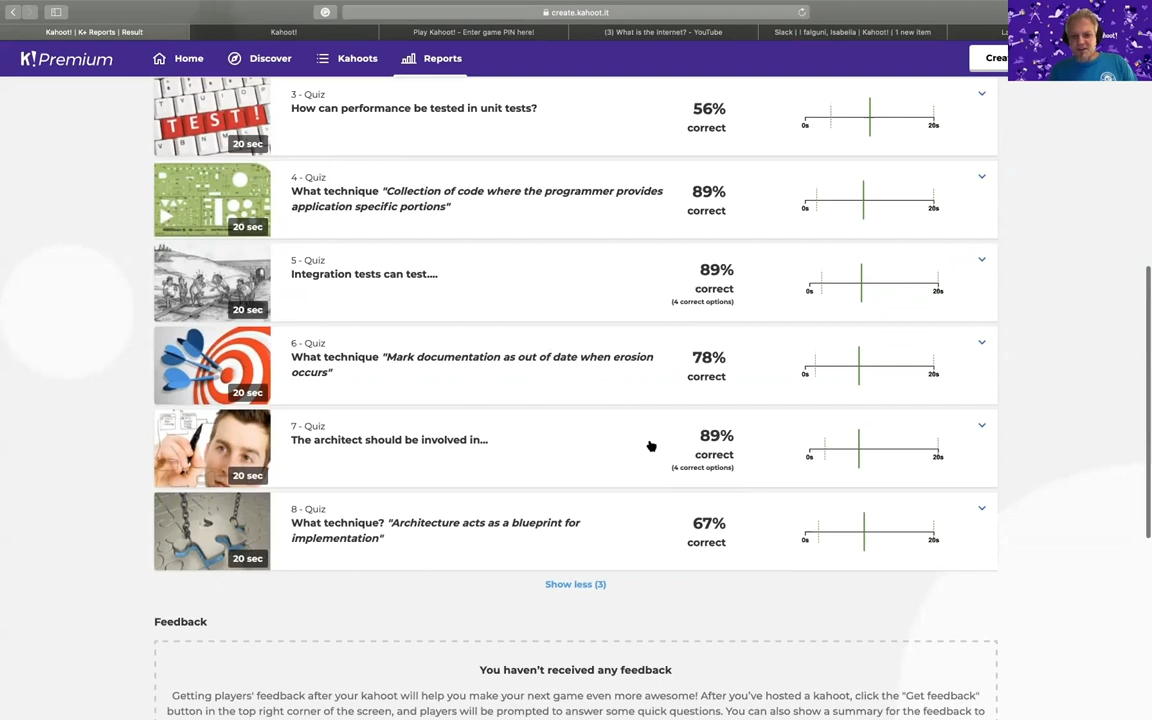 create.kahoot.it
Kahoot! | K+ Reports | Result
Kahoot!
Play Kahoot! - Enter game PIN here!
(3) What is the Internet? - YouTube
Slack | ! falguni, Isabella | Kahoot! | 1 new item
La
K!Premium
Home
Discover
Kahoots
Reports
Crea
oot!
3 - Quiz
How can performance be tested in unit tests?
TEST!
20 sec
56%
correct
0s
20s
4 - Quiz
What technique "Collection of code where the programmer provides
application specific portions"
20 sec
89%
correct
0s
20s
5 - Quiz
Integration tests can test....
20 sec
89%
correct
(4 correct options)
0s
20s
6 - Quiz
What technique "Mark documentation as out of date when erosion
occurs"
20 sec
78%
correct
0s
20s
7 - Quiz
The architect should be involved in...
20 sec
89%
correct
(4 correct options)
0s
20s
8 - Quiz
What technique? "Architecture acts as a blueprint for
implementation"
20 sec
67%
correct
0s
20s
Show less (3)
Feedback
You haven't received any feedback
Getting players' feedback after your kahoot will help you make your next game even more awesome! After you've hosted a kahoot, click the "Get feedback"
button in the top right corner of the screen, and players will be prompted to answer some quick questions. You can also show a summary for the feedback to